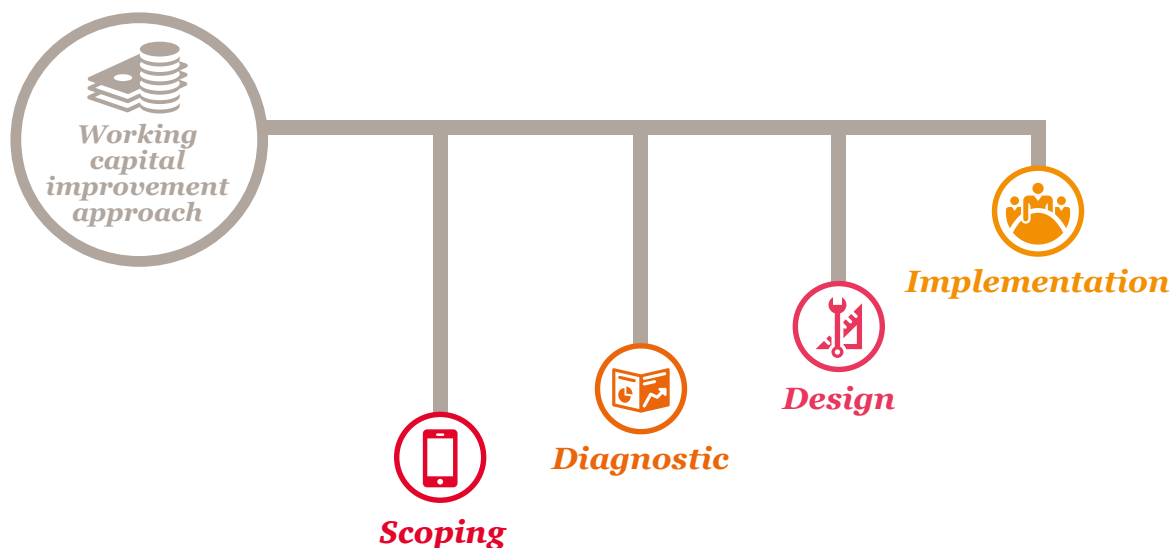 Working
capital
improvement
approach
Implementation
Design
Diagnostic
Scoping